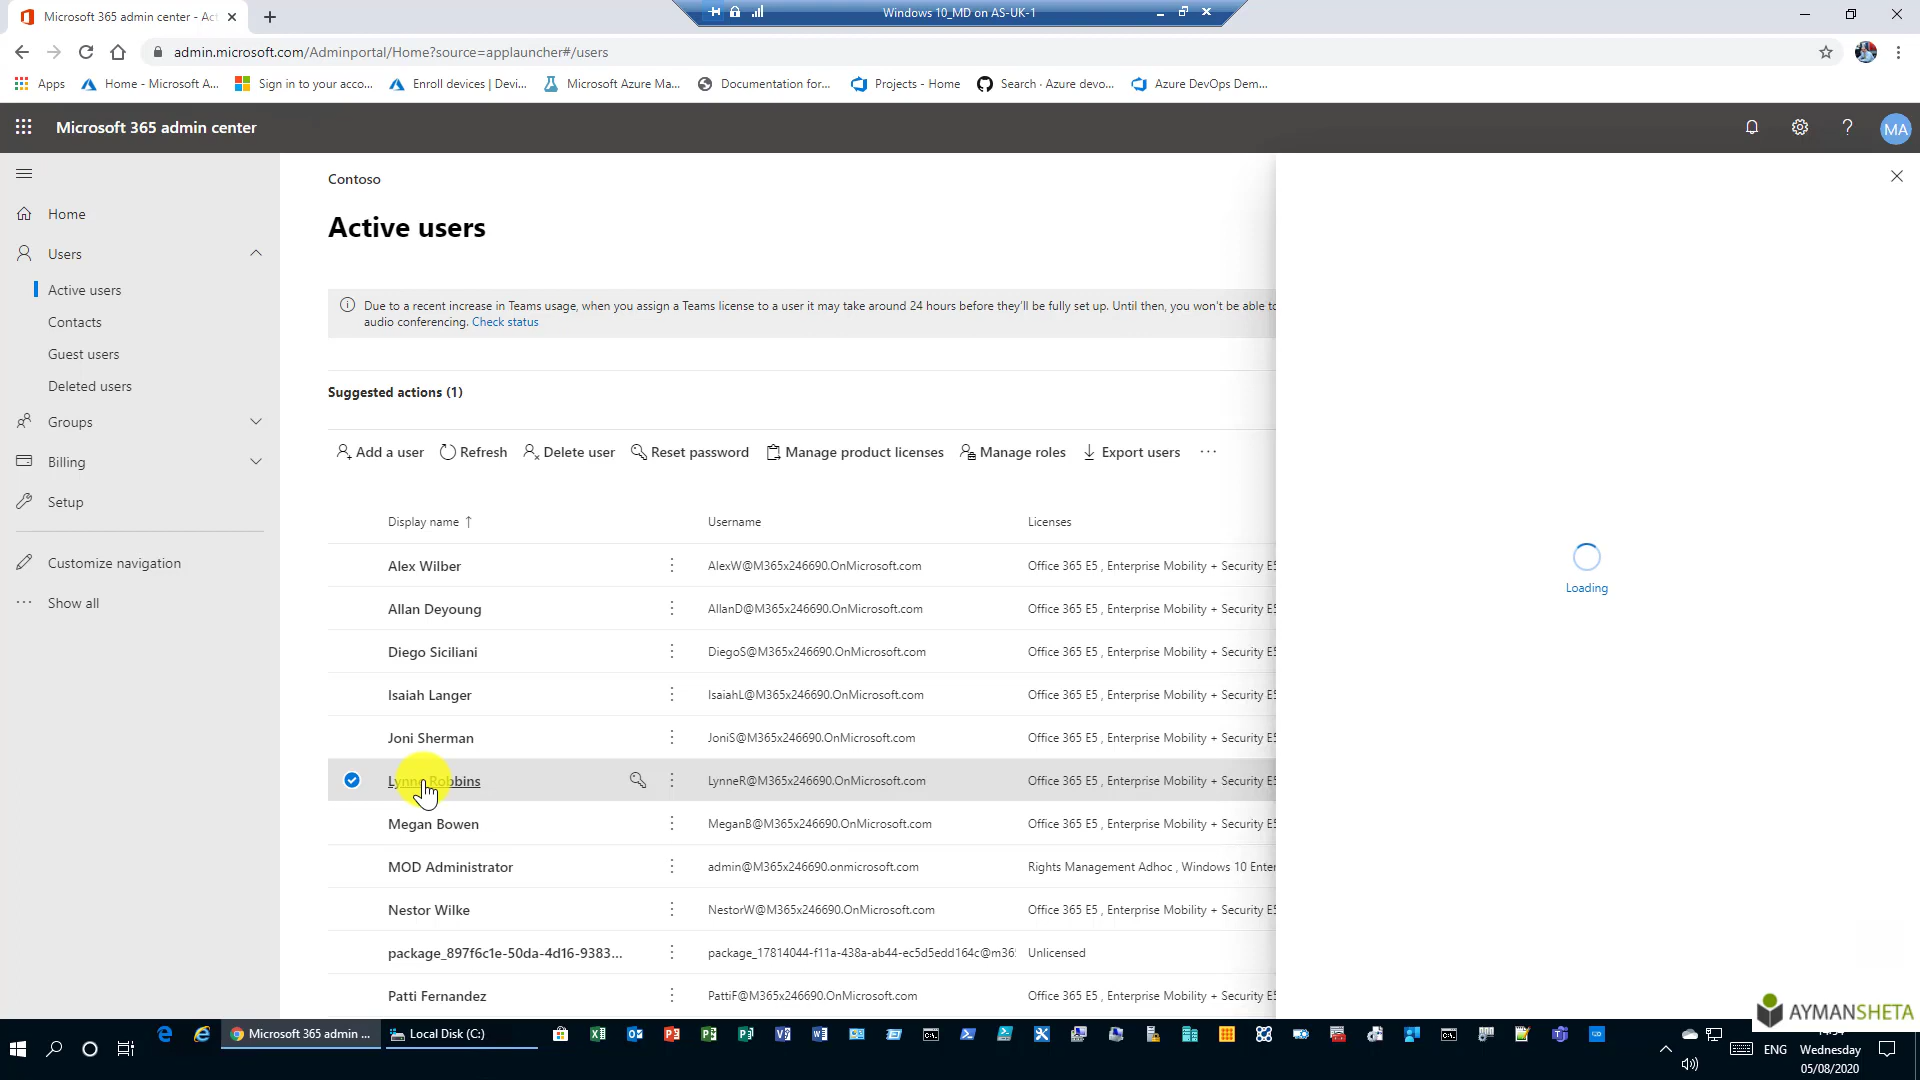 Microsoft 365 admin center - Act
Windows 10_MD on AS-UK-1
admin.microsoft.com/Adminportal/Home?source=applauncher#/users
Apps
Home - Microsoft A...
Sign in to your acco...
Enroll devices | Devi...
Microsoft Azure Ma...
Documentation for...
Projects - Home
Search · Azure devo...
Azure DevOps Dem...
Microsoft 365 admin center
MA
Home
Users
Active users
Contacts
Guest users
Deleted users
Groups
Billing
Setup
Customize navigation
Show all
Contoso
Active users
Due to a recent increase in Teams usage, when you assign a Teams license to a user it may take around 24 hours before they'll be fully set up. Until then, you won't be able to
audio conferencing. Check status
Suggested actions (1)
Add a user Refresh Delete user Reset password Manage product licenses Manage roles Export users
Display name ↑ Username Licenses
Alex Wilber AlexW@M365x246690.OnMicrosoft.com Office 365 E5 , Enterprise Mobility + Security E5
Allan Deyoung AllanD@M365x246690.OnMicrosoft.com Office 365 E5 , Enterprise Mobility + Security E5
Diego Siciliani DiegoS@M365x246690.OnMicrosoft.com Office 365 E5 , Enterprise Mobility + Security E5
Isaiah Langer IsaiahL@M365x246690.OnMicrosoft.com Office 365 E5 , Enterprise Mobility + Security E5
Joni Sherman JoniS@M365x246690.OnMicrosoft.com Office 365 E5 , Enterprise Mobility + Security E5
Lynne Robbins LynneR@M365x246690.OnMicrosoft.com Office 365 E5 , Enterprise Mobility + Security E5
Megan Bowen MeganB@M365x246690.OnMicrosoft.com Office 365 E5 , Enterprise Mobility + Security E5
MOD Administrator admin@M365x246690.onmicrosoft.com Rights Management Adhoc , Windows 10 Enter
Nestor Wilke NestorW@M365x246690.OnMicrosoft.com Office 365 E5 , Enterprise Mobility + Security E5
package_897f6c1e-50da-4d16-9383... package_17814044-f11a-438a-ab44-ec5d5edd164c@m365 Unlicensed
Patti Fernandez PattiF@M365x246690.OnMicrosoft.com Office 365 E5 , Enterprise Mobility + Security E5
Loading
AYMANSHETA
Microsoft 365 admin ...
Local Disk (C:)
ENG
Wednesday
05/08/2020